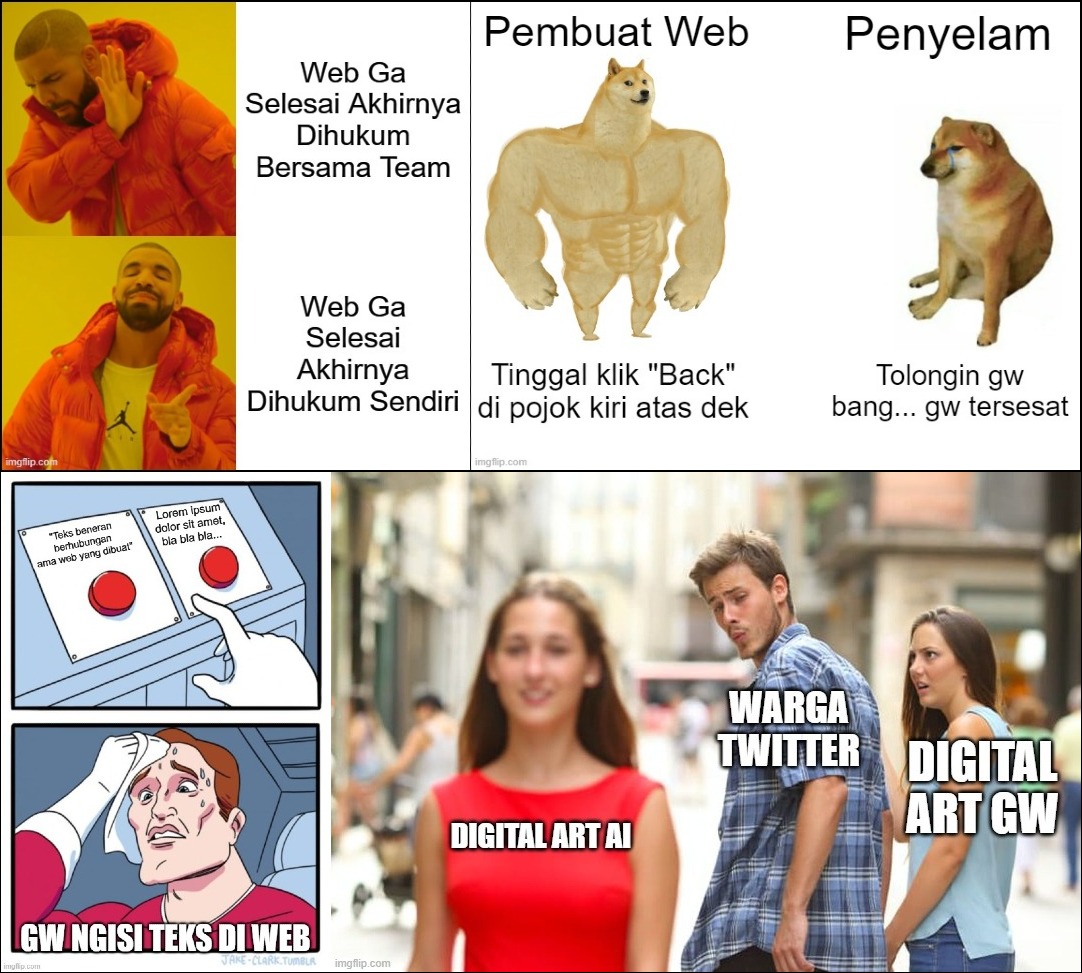 Web Ga
Selesai Akhirnya
Dihukum
Bersama Team
Web Ga
Selesai
Akhirnya
Dihukum Sendiri
imgflip.com
Pembuat Web
Penyelam
Tinggal klik "Back"
di pojok kiri atas dek
Tolongin gw
bang... gw tersesat
imgflip.com
"Teks beneran
berhubungan
ama web yang dibuat"
Lorem ipsum
dolor sit amet,
bla bla bla...
GW NGISI TEKS DI WEB
JAKE-CLARK.TUMBLR
imgflip.com
WARGA
TWITTER
DIGITAL
ART GW
DIGITAL ART AI
imgflip.com